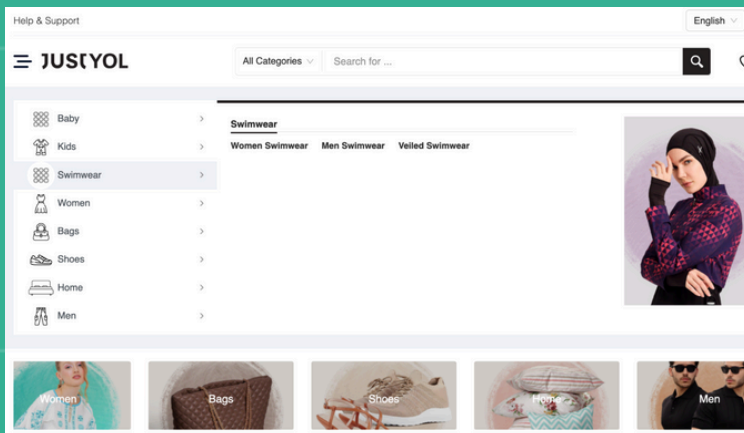 Help & Support
English
JUSTYOL
All Categories
Search for ...
Baby
Kids
Swimwear
Women
Bags
Shoes
Home
Men
Swimwear
Women Swimwear Men Swimwear Veiled Swimwear
Women
Bags
Shoes
Home
Men